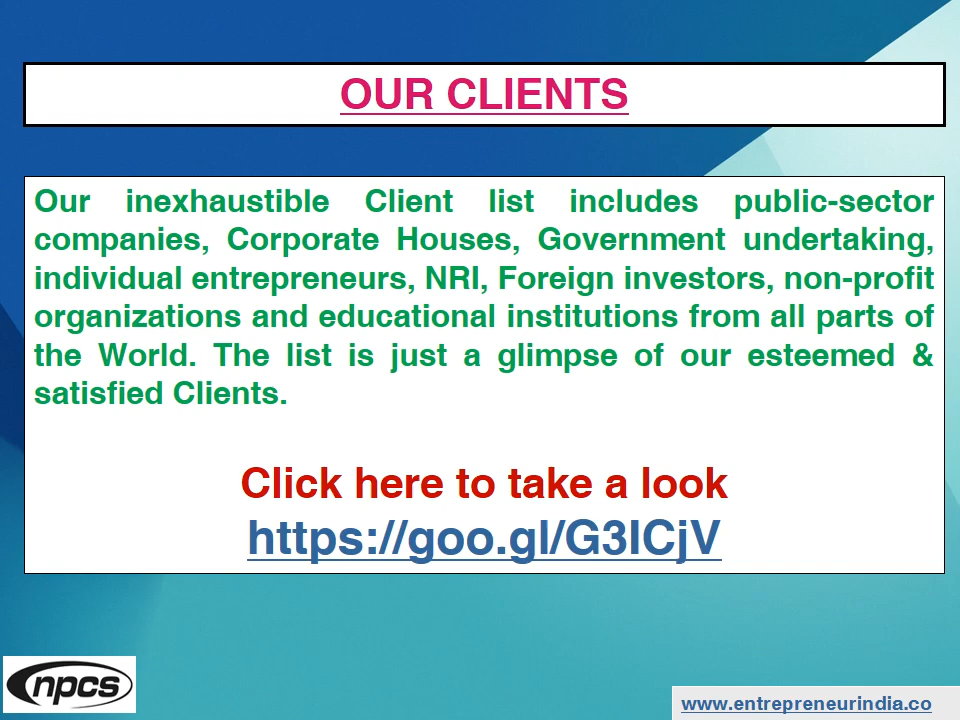 OUR CLIENTS
Our inexhaustible Client list includes public-sector
companies, Corporate Houses, Government undertaking,
individual entrepreneurs, NRI, Foreign investors, non-profit
organizations and educational institutions from all parts of
the World. The list is just a glimpse of our esteemed &
satisfied Clients.
Click here to take a look
https://goo.gl/G3ICjV
npcs
www.entrepreneurindia.co